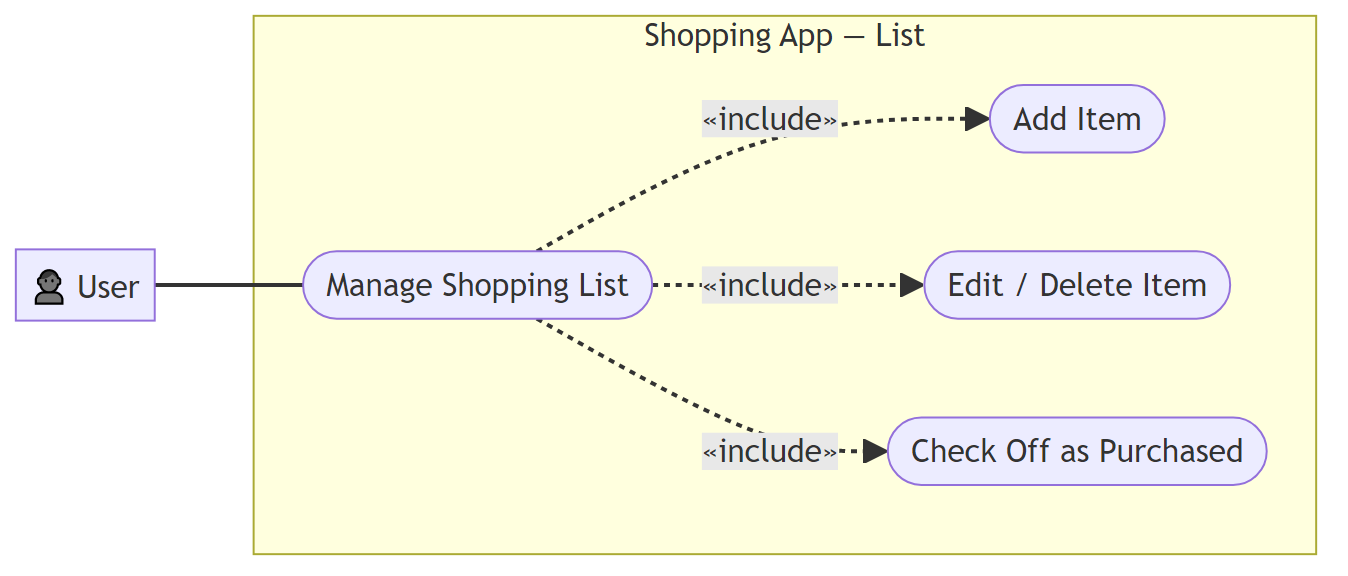 Shopping App — List
«include»
Add Item
User
Manage Shopping List
«include»
Edit / Delete Item
«include»
Check Off as Purchased